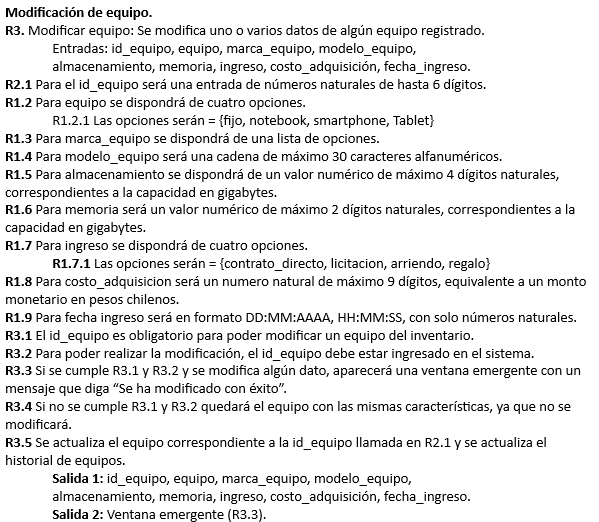 Modificación de equipo.
R3. Modificar equipo: Se modifica uno o varios datos de algún equipo registrado.
Entradas: id_equipo, equipo, marca_equipo, modelo_equipo,
almacenamiento, memoria, ingreso, costo_adquisición, fecha_ingreso.
R2.1 Para el id_equipo será una entrada de números naturales de hasta 6 dígitos.
R1.2 Para equipo se dispondrá de cuatro opciones.
R1.2.1 Las opciones serán = {fijo, notebook, smartphone, Tablet}
R1.3 Para marca_equipo se dispondrá de una lista de opciones.
R1.4 Para modelo_equipo será una cadena de máximo 30 caracteres alfanuméricos.
R1.5 Para almacenamiento se dispondrá de un valor numérico de máximo 4 dígitos naturales,
correspondientes a la capacidad en gigabytes.
R1.6 Para memoria será un valor numérico de máximo 2 dígitos naturales, correspondientes a la
capacidad en gigabytes.
R1.7 Para ingreso se dispondrá de cuatro opciones.
R1.7.1 Las opciones serán = {contrato_directo, licitacion, arriendo, regalo}
R1.8 Para costo_adquisicion será un numero natural de máximo 9 dígitos, equivalente a un monto
monetario en pesos chilenos.
R1.9 Para fecha ingreso será en formato DD:MM:AAAA, HH:MM:SS, con solo números naturales.
R3.1 El id_equipo es obligatorio para poder modificar un equipo del inventario.
R3.2 Para poder realizar la modificación, el id_equipo debe estar ingresado en el sistema.
R3.3 Si se cumple R3.1 y R3.2 y se modifica algún dato, aparecerá una ventana emergente con un
mensaje que diga “Se ha modificado con éxito”.
R3.4 Si no se cumple R3.1 y R3.2 quedará el equipo con las mismas características, ya que no se
modificará.
R3.5 Se actualiza el equipo correspondiente a la id_equipo llamada en R2.1 y se actualiza el
historial de equipos.
Salida 1: id_equipo, equipo, marca_equipo, modelo_equipo,
almacenamiento, memoria, ingreso, costo_adquisición, fecha_ingreso.
Salida 2: Ventana emergente (R3.3).